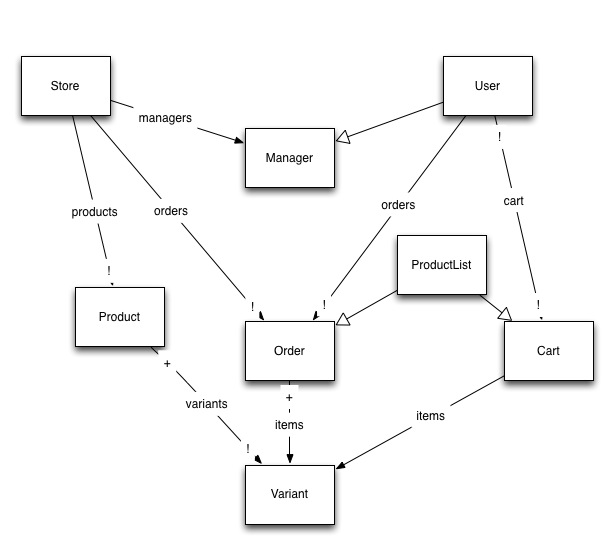 Store
User
managers
!
Manager
cart
orders
products
orders
ProductList
!
!
!
!
Product
Order
Cart
+
+
variants
items
items
!
Variant